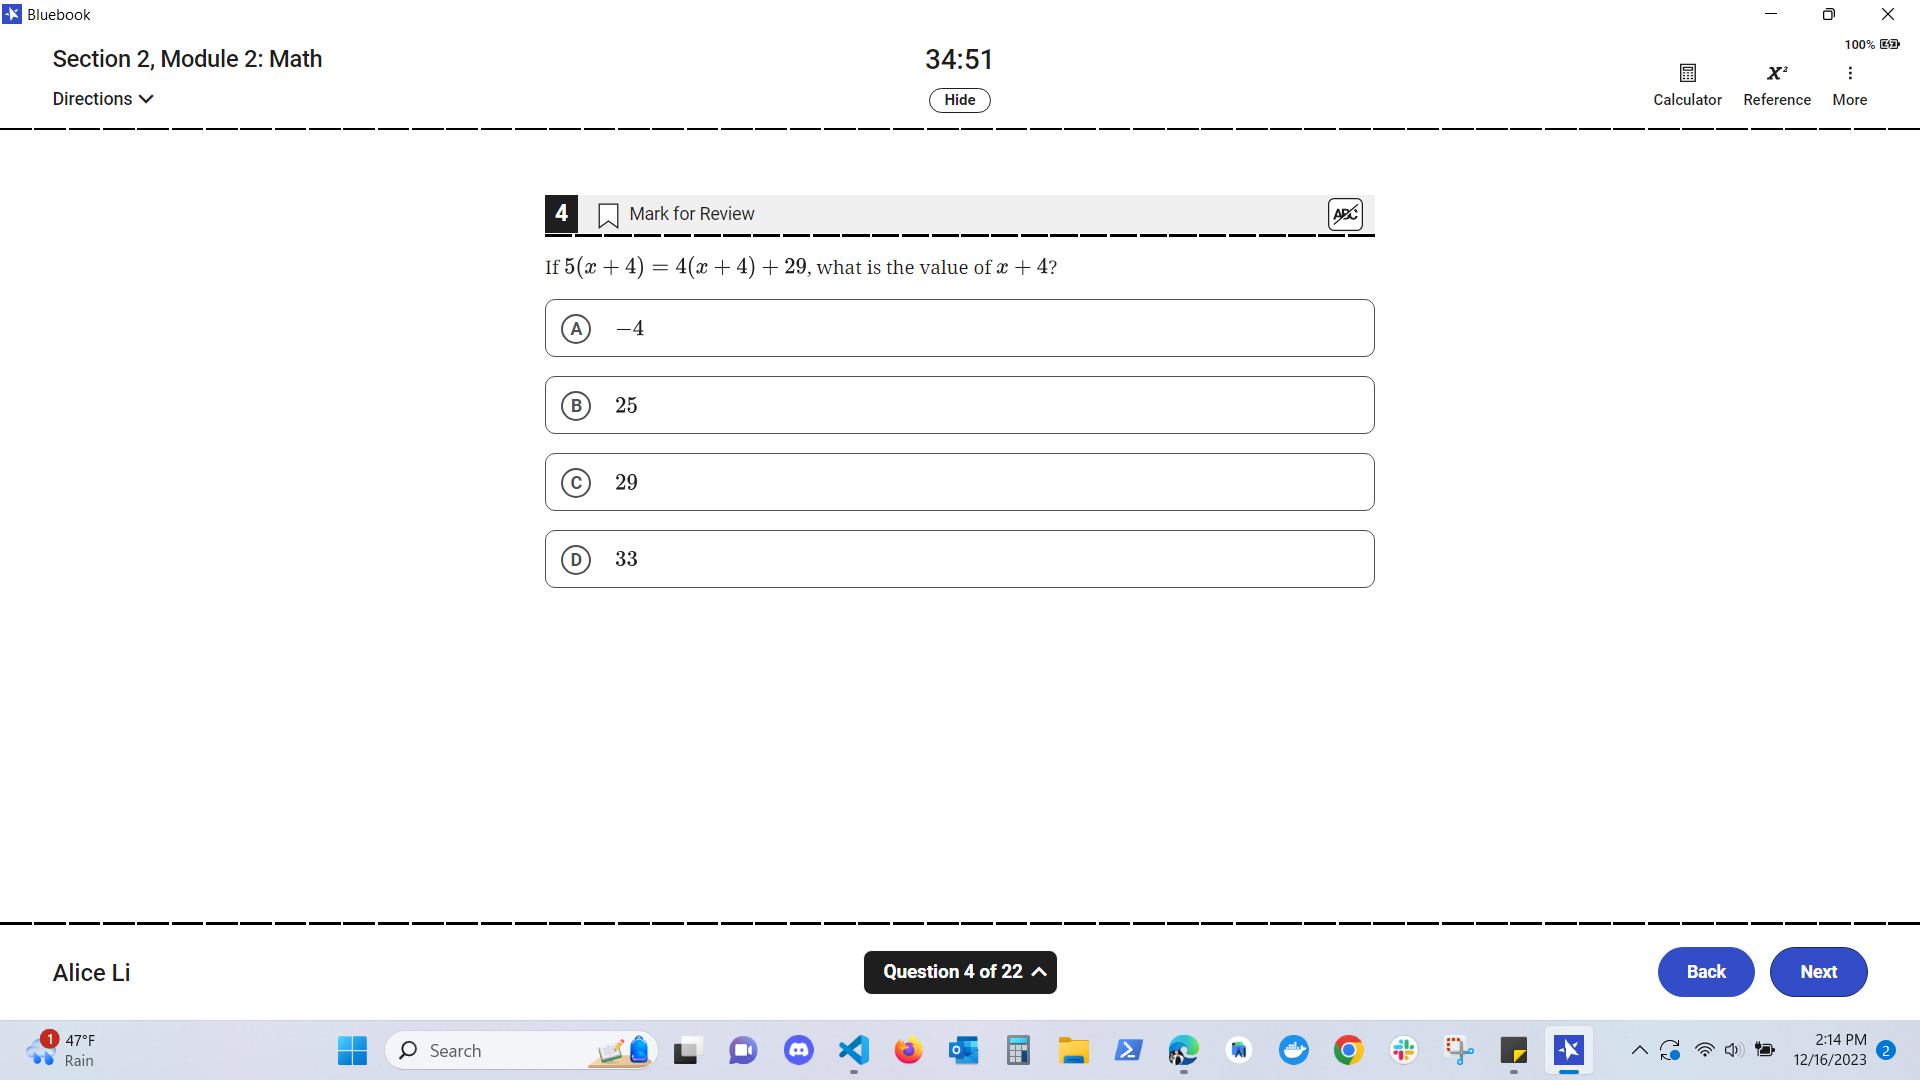 Bluebook
Section 2, Module 2: Math
34:51
100%
Directions
Hide
Calculator
Reference
More
4
Mark for Review
ABC
If 5(x + 4) = 4(x + 4) + 29, what is the value of x + 4?
A −4
B 25
C 29
D 33
Alice Li
Question 4 of 22
Back
Next
1
47°F
Rain
Search
2:14 PM
12/16/2023
2